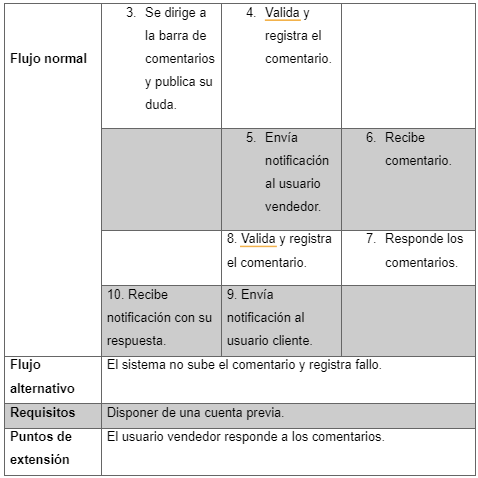 Flujo normal
3. Se dirige a
la barra de
comentarios
y publica su
duda.
4. Valida y
registra el
comentario.
5. Envía
notificación
al usuario
vendedor.
6. Recibe
comentario.
8. Valida y registra
el comentario.
7. Responde los
comentarios.
10. Recibe
notificación con su
respuesta.
9. Envía
notificación al
usuario cliente.
Flujo
alternativo
El sistema no sube el comentario y registra fallo.
Requisitos
Disponer de una cuenta previa.
Puntos de
extensión
El usuario vendedor responde a los comentarios.